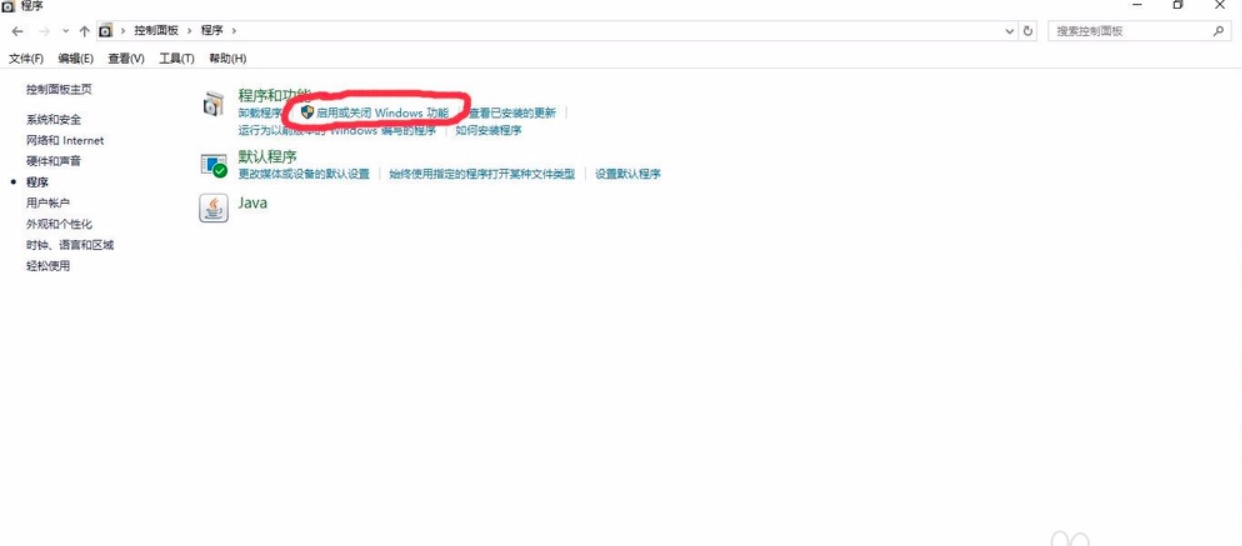 程序
控制面板 › 程序 ›
搜索控制面板
文件(F) 编辑(E) 查看(V) 工具(T) 帮助(H)
控制面板主页
系统和安全
网络和 Internet
硬件和声音
程序
用户帐户
外观和个性化
时钟、语言和区域
轻松使用
程序和功能
卸载程序 启用或关闭 Windows 功能 查看已安装的更新
运行为以前版本的 Windows 编写的程序 如何安装程序
默认程序
更改媒体或设备的默认设置 始终使用指定的程序打开某种文件类型 设置默认程序
Java